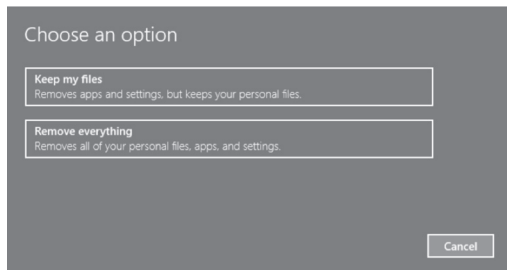 Choose an option
Keep my files
Removes apps and settings, but keeps your personal files.
Remove everything
Removes all of your personal files, apps, and settings.
Cancel